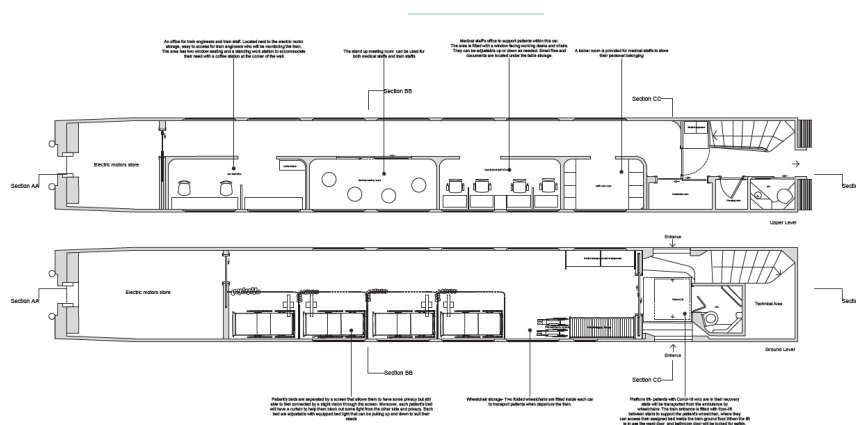 An office for train engineers and train staff. Located next to the electric motor
storage, easy to access for train engineers who will be monitoring the train.
The area has two window seating and a standing work station to accommodate
their need with a coffee station at the corner of the wall.
The stand up meeting room can be used for
both medical staffs and train staffs
Medical staff's office to support patients within this car.
The area is fitted with a window facing working desks and chairs.
They can be adjustable up or down as needed. Small files and
documents are located under the table storage.
A locker room is provided for medical staffs to store
their personal belonging
Section BB
Section CC
Electric motors store
Section AA
Upper Level
Entrance
Electric motors store
Section AA
Technical Area
Ground Level
Section BB
Entrance
Section CC
Patient's beds are separated by a screen that allows them to have some privacy but still
able to feel connected by a slight vision through the screen. Moreover, each patient's bed
will have a curtain to help them block out some light from the other side and privacy. Each
bed are adjustable with equipped bed light that can be pulling up and down to suit their
needs
Wheelchair storage- Two folded wheelchairs are fitted inside each car
to transport patients when departure the train.
Platform lift- patients with Covid-19 who are in their recovery
state will be transported from the ambulance by
wheelchairs. The train entrance is fitted with floor-lift
between stairs to support the patient's wheelchair, where they
can access their assigned bed inside the train ground floor. When the lift
is in use the ward door and bathroom door will be locked for safety.